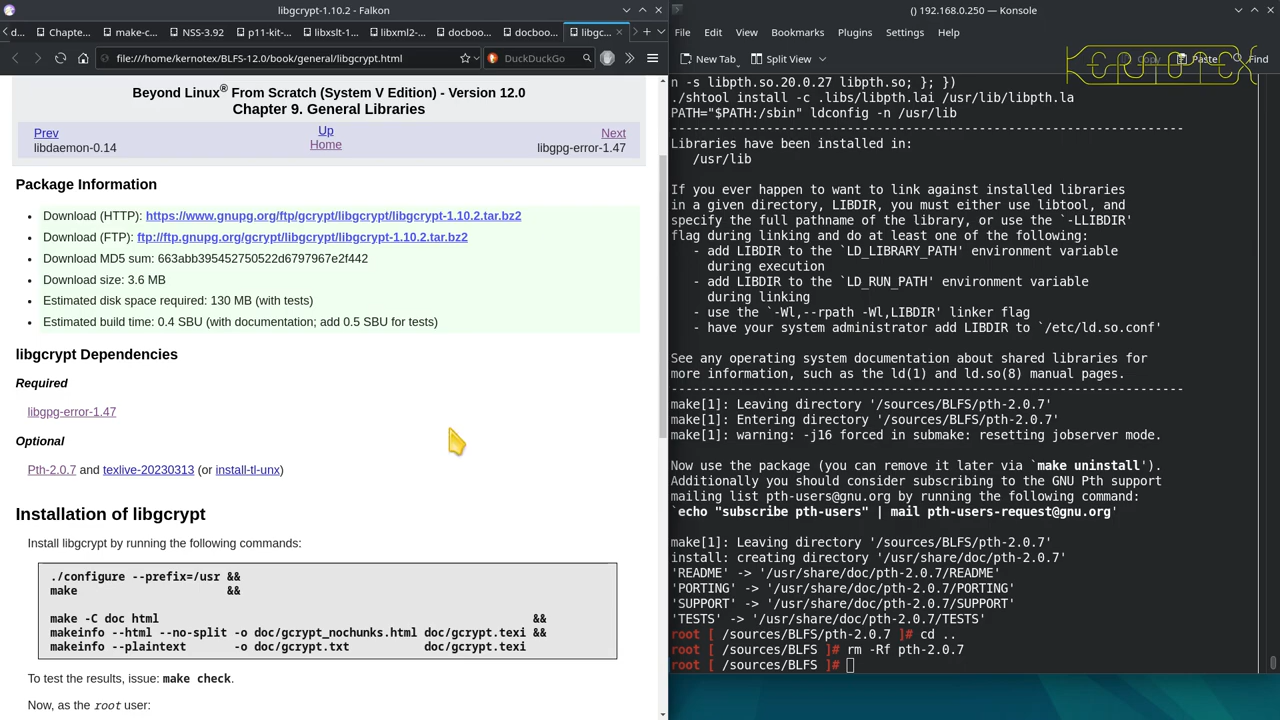 libgcrypt-1.10.2 - Falkon
d...
Chapte...
make-c...
NSS-3.92
p11-kit-...
libxslt-1...
libxml2-...
docboo...
docboo...
libgc...
file:///home/kernotex/BLFS-12.0/book/general/libgcrypt.html
DuckDuckGo
Beyond Linux® From Scratch (System V Edition) - Version 12.0
Chapter 9. General Libraries
Prev
Up
Next
libdaemon-0.14
Home
libgpg-error-1.47
Package Information
• Download (HTTP): https://www.gnupg.org/ftp/gcrypt/libgcrypt/libgcrypt-1.10.2.tar.bz2
• Download (FTP): ftp://ftp.gnupg.org/gcrypt/libgcrypt/libgcrypt-1.10.2.tar.bz2
• Download MD5 sum: 663abb395452750522d6797967e2f442
• Download size: 3.6 MB
• Estimated disk space required: 130 MB (with tests)
• Estimated build time: 0.4 SBU (with documentation; add 0.5 SBU for tests)
libgcrypt Dependencies
Required
libgpg-error-1.47
Optional
Pth-2.0.7 and texlive-20230313 (or install-tl-unx)
Installation of libgcrypt
Install libgcrypt by running the following commands:
./configure --prefix=/usr &&
make                      &&
make -C doc html                                       &&
makeinfo --html --no-split -o doc/gcrypt_nochunks.html doc/gcrypt.texi &&
makeinfo --plaintext       -o doc/gcrypt.txt           doc/gcrypt.texi
To test the results, issue: make check.
Now, as the root user:
() 192.168.0.250 — Konsole
File
Edit
View
Bookmarks
Plugins
Settings
Help
New Tab
Split View
Copy
Paste
Find
KernoteX
n -s libpth.so.20.0.27 libpth.so; }; })
./shtool install -c .libs/libpth.lai /usr/lib/libpth.la
PATH="$PATH:/sbin" ldconfig -n /usr/lib
----------------------------------------------------------------------
Libraries have been installed in:
   /usr/lib
If you ever happen to want to link against installed libraries
in a given directory, LIBDIR, you must either use libtool, and
specify the full pathname of the library, or use the `-LLIBDIR'
flag during linking and do at least one of the following:
   - add LIBDIR to the `LD_LIBRARY_PATH' environment variable
     during execution
   - add LIBDIR to the `LD_RUN_PATH' environment variable
     during linking
   - use the `-Wl,--rpath -Wl,LIBDIR' linker flag
   - have your system administrator add LIBDIR to `/etc/ld.so.conf'
See any operating system documentation about shared libraries for
more information, such as the ld(1) and ld.so(8) manual pages.
----------------------------------------------------------------------
make[1]: Leaving directory '/sources/BLFS/pth-2.0.7'
make[1]: Entering directory '/sources/BLFS/pth-2.0.7'
make[1]: warning: -j16 forced in submake: resetting jobserver mode.
Now use the package (you can remove it later via `make uninstall').
Additionally you should consider subscribing to the GNU Pth support
mailing list pth-users@gnu.org by running the following command:
`echo "subscribe pth-users" | mail pth-users-request@gnu.org'
make[1]: Leaving directory '/sources/BLFS/pth-2.0.7'
install: creating directory '/usr/share/doc/pth-2.0.7'
'README' -> '/usr/share/doc/pth-2.0.7/README'
'PORTING' -> '/usr/share/doc/pth-2.0.7/PORTING'
'SUPPORT' -> '/usr/share/doc/pth-2.0.7/SUPPORT'
'TESTS' -> '/usr/share/doc/pth-2.0.7/TESTS'
root [ /sources/BLFS/pth-2.0.7 ]# cd ..
root [ /sources/BLFS ]# rm -Rf pth-2.0.7
root [ /sources/BLFS ]#